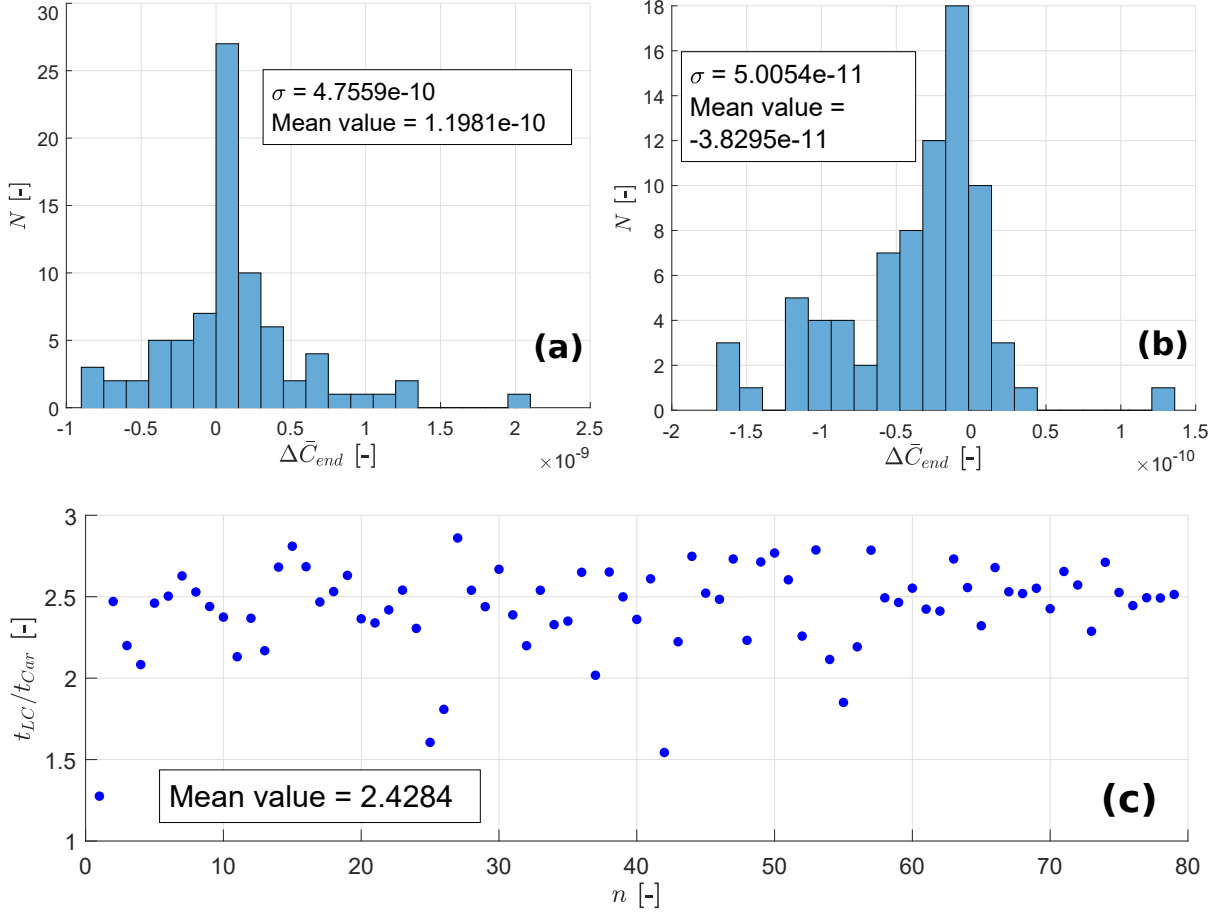 30
25
20
15
10
5
0
N [-]
σ = 4.7559e-10
Mean value = 1.1981e-10
(a)
-1 -0.5 0 0.5 1 1.5 2 2.5
ΔC̄_end [-]
×10^-9
18
16
14
12
10
8
6
4
2
0
N [-]
σ = 5.0054e-11
Mean value =
-3.8295e-11
(b)
-2 -1.5 -1 -0.5 0 0.5 1 1.5
ΔC̄_end [-]
×10^-10
3
2.5
2
1.5
1
t_LC/t_Car [-]
Mean value = 2.4284
(c)
0 10 20 30 40 50 60 70 80
n [-]